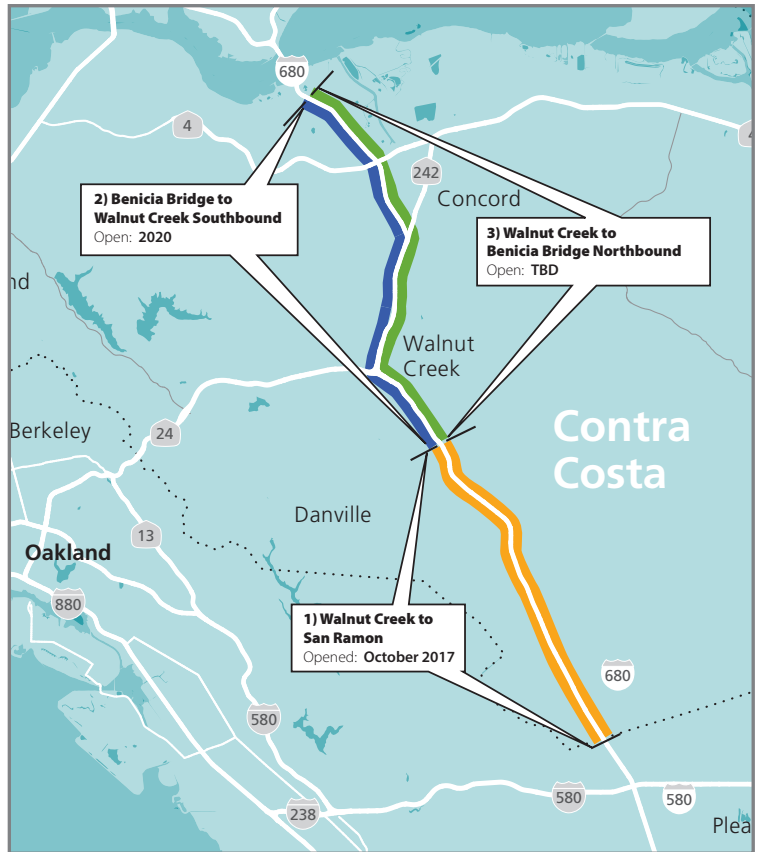 680
4
4
242
Concord
2) Benicia Bridge to
Walnut Creek Southbound
Open: 2020
3) Walnut Creek to
Benicia Bridge Northbound
Open: TBD
nd
Walnut
Creek
Berkeley
24
Contra
Costa
Danville
13
Oakland
880
1) Walnut Creek to
San Ramon
Opened: October 2017
680
580
580
580
238
Plea